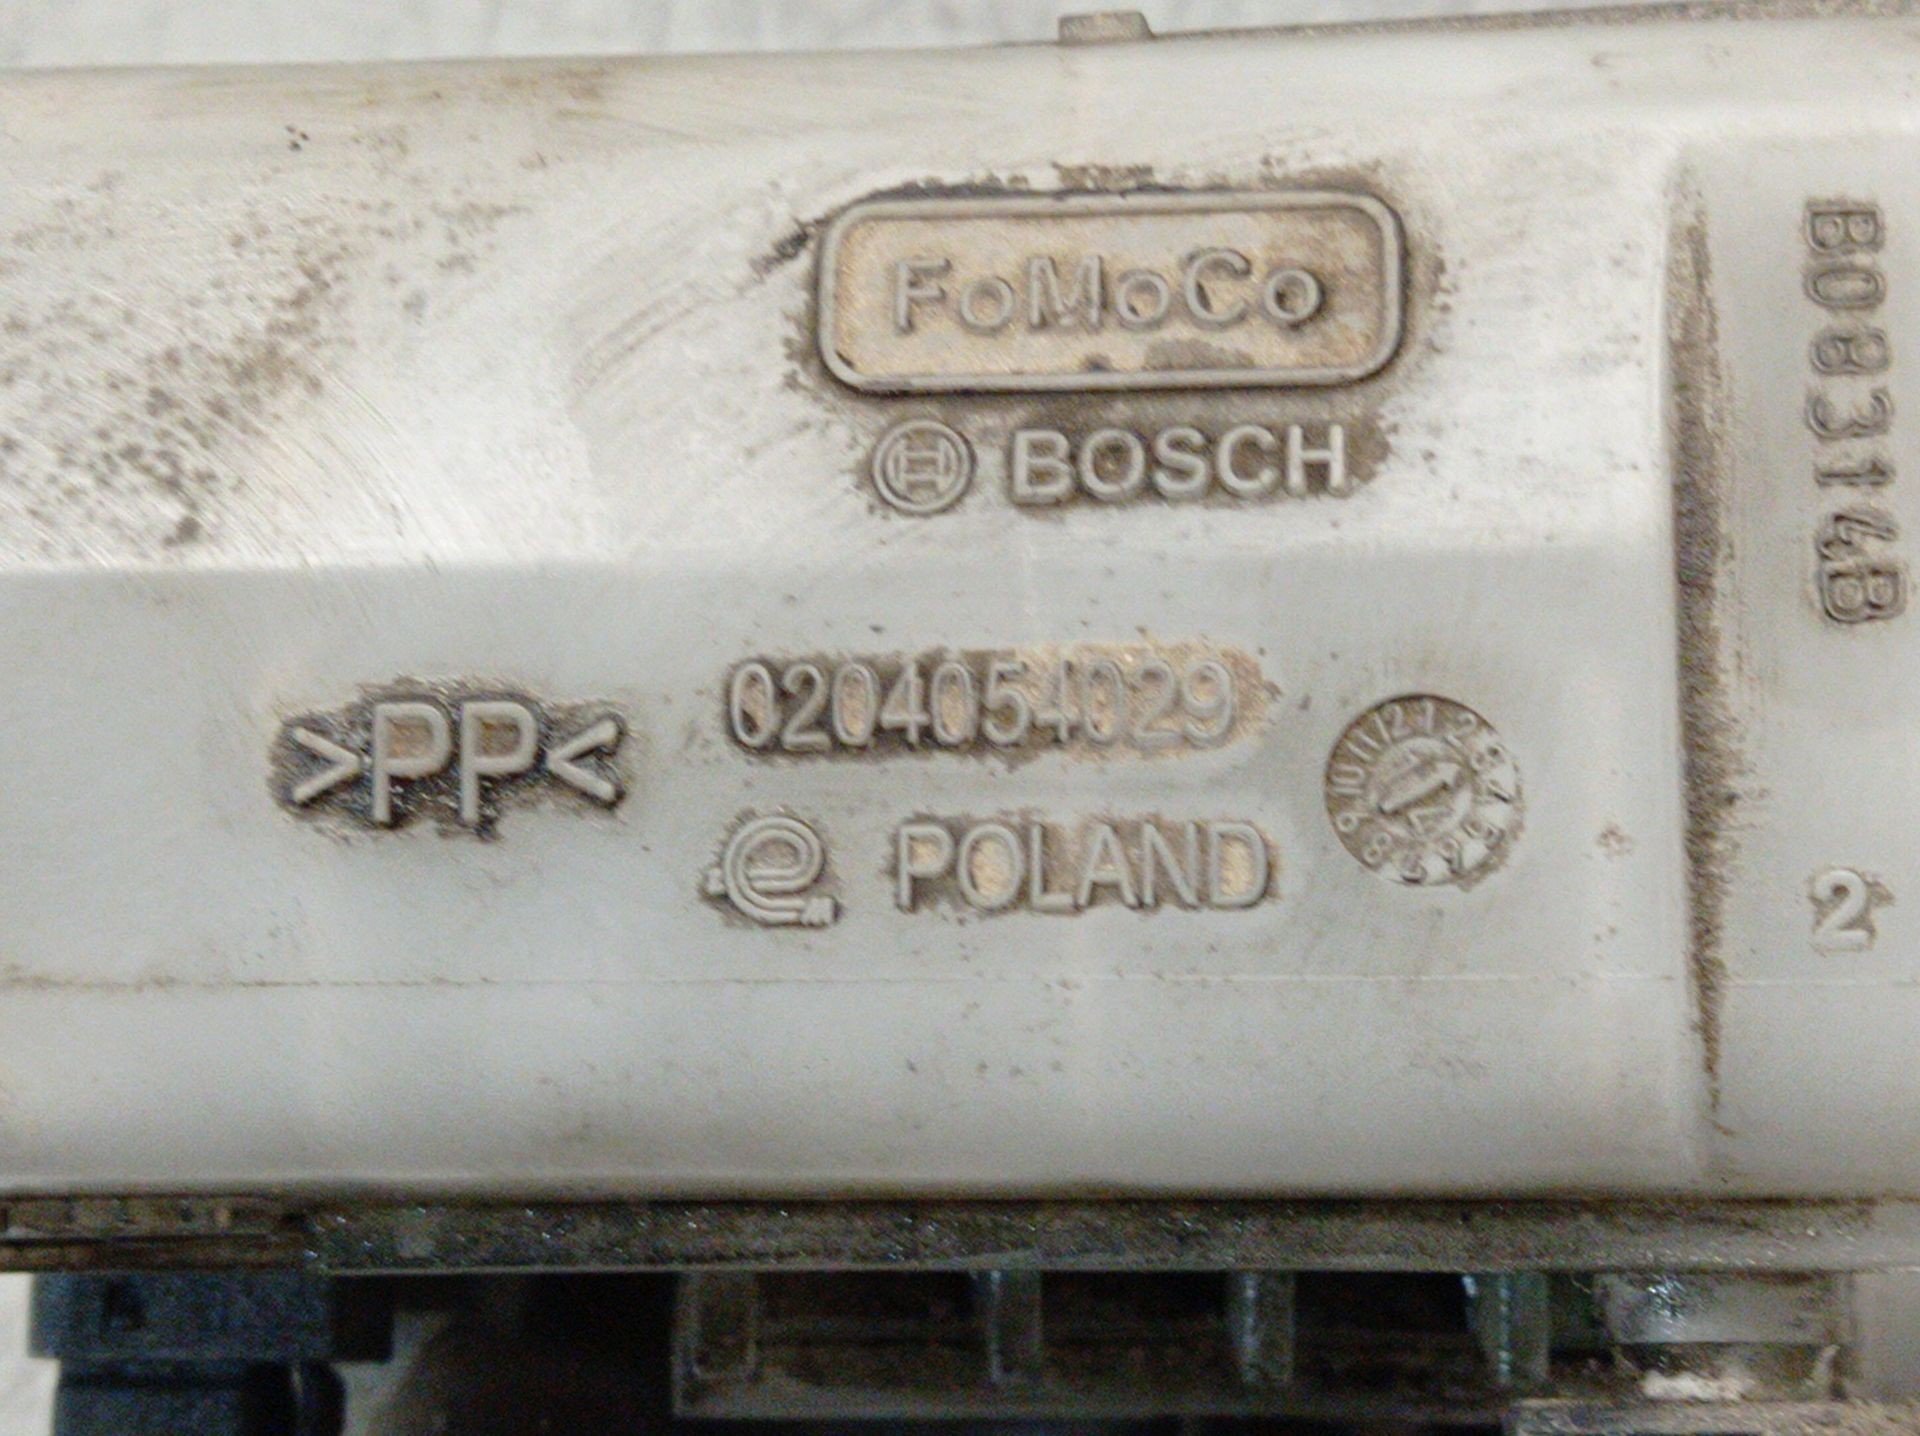 FoMoCo
BOSCH
>PP<
0204054029
e POLAND
B08314B
2